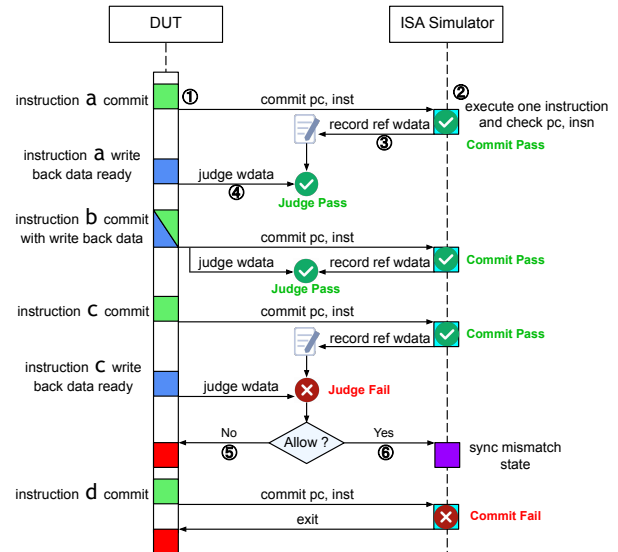 DUT
ISA Simulator
instruction a commit
①
commit pc, inst
②
execute one instruction
and check pc, insn
record ref wdata
③
Commit Pass
instruction a write
back data ready
judge wdata
④
Judge Pass
instruction b commit
with write back data
commit pc, inst
judge wdata
record ref wdata
Commit Pass
Judge Pass
instruction c commit
commit pc, inst
record ref wdata
Commit Pass
instruction c write
back data ready
judge wdata
Judge Fail
No
Allow ?
Yes
⑤
⑥
sync mismatch
state
instruction d commit
commit pc, inst
exit
Commit Fail